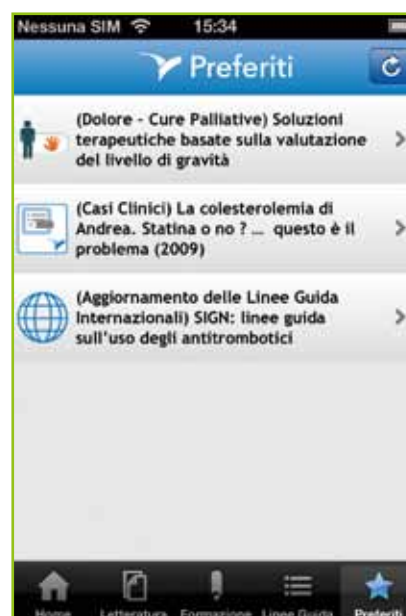 Nessuna SIM 15:34
Preferiti
(Dolore - Cure Palliative) Soluzioni
terapeutiche basate sulla valutazione
del livello di gravità
(Casi Clinici) La colesterolemia di
Andrea. Statina o no ? ... questo è il
problema (2009)
(Aggiornamento delle Linee Guida
Internazionali) SIGN: linee guida
sull'uso degli antitrombotici
Home Letteratura Formazione Linee Guida Preferiti